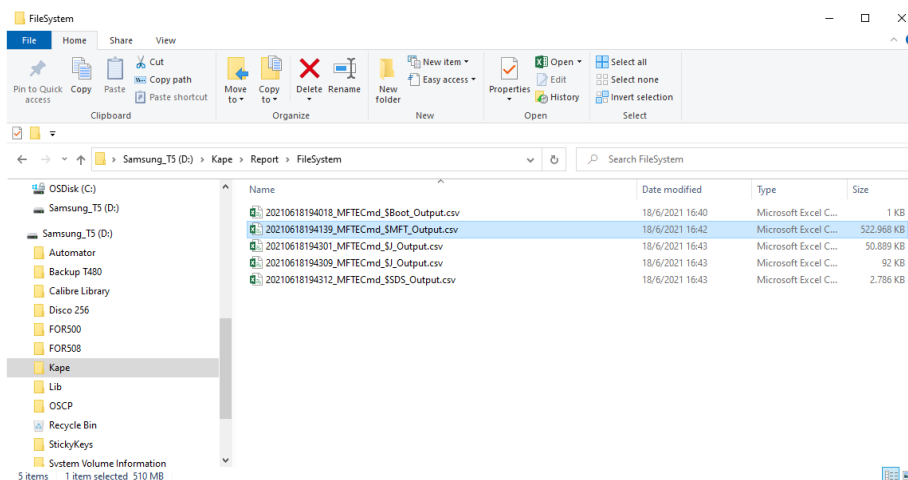 FileSystem
File Home Share View
Pin to Quick access
Copy
Paste
Cut
Copy path
Paste shortcut
Clipboard
Move to
Copy to
Delete
Rename
Organize
New folder
New item
Easy access
New
Properties
Open
Edit
History
Open
Select all
Select none
Invert selection
Select
Samsung_T5 (D:) > Kape > Report > FileSystem
Search FileSystem
OSDisk (C:)
Samsung_T5 (D:)
Samsung_T5 (D:)
Automator
Backup T480
Calibre Library
Disco 256
FOR500
FOR508
Kape
Lib
OSCP
Recycle Bin
StickyKeys
System Volume Information
Name Date modified Type Size
20210618194018_MFTECmd_$Boot_Output.csv 18/6/2021 16:40 Microsoft Excel C... 1 KB
20210618194139_MFTECmd_$MFT_Output.csv 18/6/2021 16:42 Microsoft Excel C... 522.968 KB
20210618194301_MFTECmd_$J_Output.csv 18/6/2021 16:43 Microsoft Excel C... 50.889 KB
20210618194309_MFTECmd_$J_Output.csv 18/6/2021 16:43 Microsoft Excel C... 92 KB
20210618194312_MFTECmd_$SDS_Output.csv 18/6/2021 16:43 Microsoft Excel C... 2.786 KB
5 items 1 item selected 510 MB